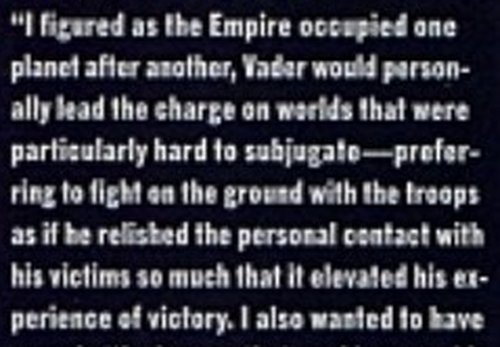 "I figured as the Empire occupied one
planet after another, Vader would person-
ally lead the charge on worlds that were
particularly hard to subjugate—prefer-
ring to fight on the ground with the troops
as if he relished the personal contact with
his victims so much that it elevated his ex-
perience of victory. I also wanted to have